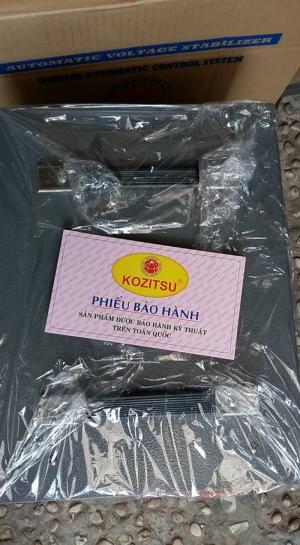 AUTOMATIC VOLTAGE STABILIZER
DIGITAL AUTOMATIC CONTROL SYSTEM
KOZITSU
PHIẾU BẢO HÀNH
SẢN PHẨM ĐƯỢC BẢO HÀNH KỸ THUẬT
TRÊN TOÀN QUỐC